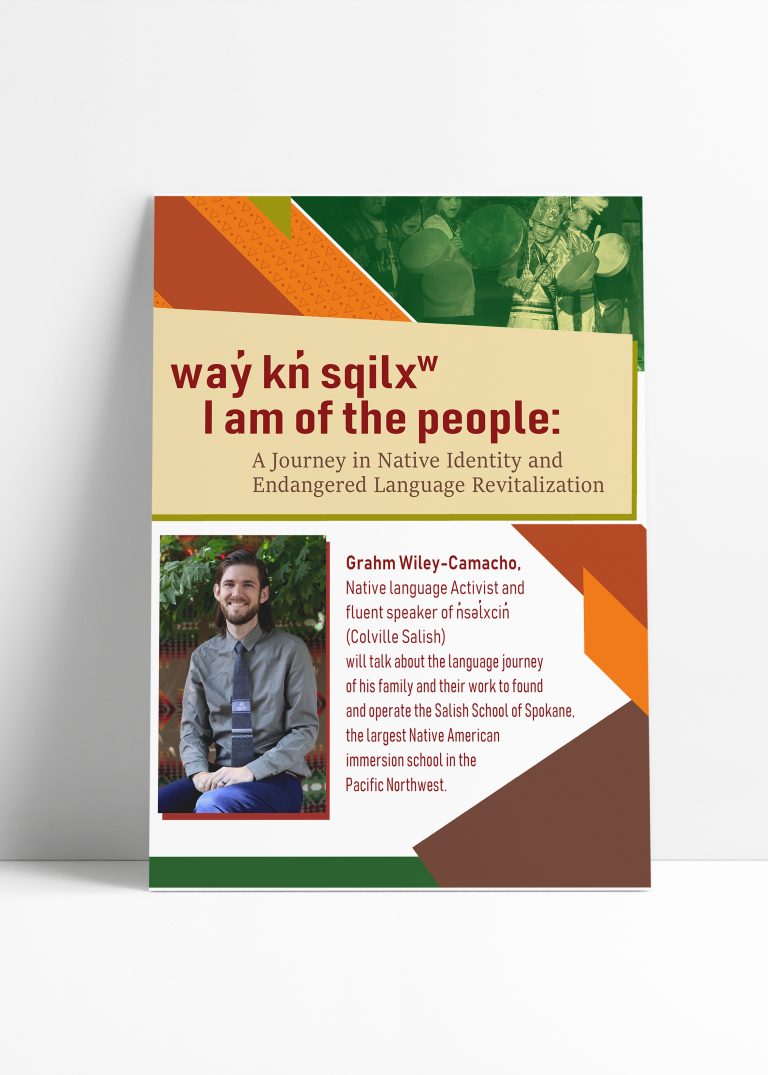 way̓ kn̓ sqilxʷ
I am of the people:
A Journey in Native Identity and
Endangered Language Revitalization
Grahm Wiley-Camacho,
Native language Activist and
fluent speaker of n̓səl̓xcin̓
(Colville Salish)
will talk about the language journey
of his family and their work to found
and operate the Salish School of Spokane,
the largest Native American
immersion school in the
Pacific Northwest.